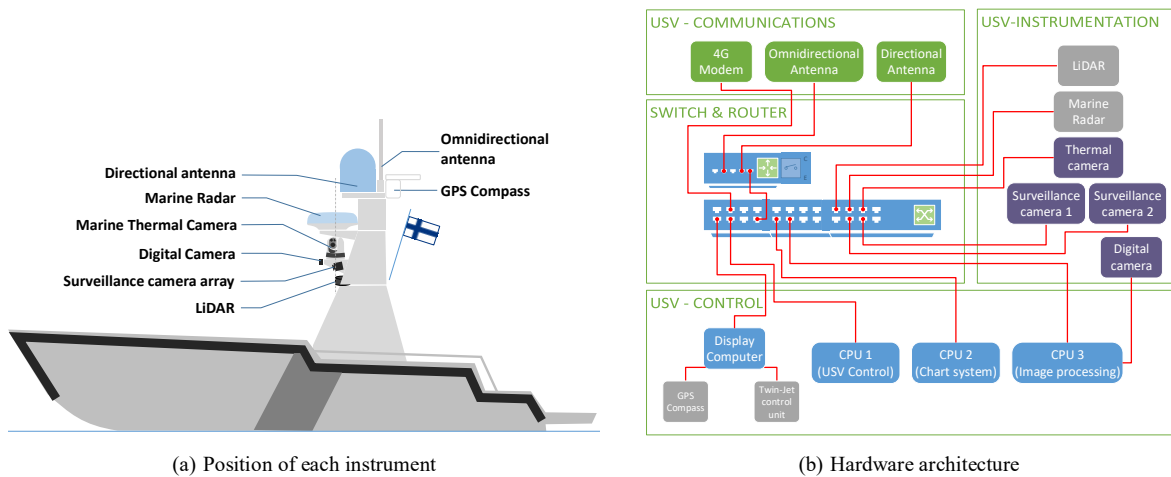 Omnidirectional
antenna
Directional antenna
GPS Compass
Marine Radar
Marine Thermal Camera
Digital Camera
Surveillance camera array
LiDAR
(a) Position of each instrument
USV - COMMUNICATIONS
4G
Modem
Omnidirectional
Antenna
Directional
Antenna
USV-INSTRUMENTATION
LiDAR
Marine
Radar
Thermal
camera
Surveillance
camera 1
Surveillance
camera 2
Digital
camera
SWITCH & ROUTER
C
E
USV - CONTROL
Display
Computer
GPS
Compass
Twin-Jet
control
unit
CPU 1
(USV Control)
CPU 2
(Chart system)
CPU 3
(Image processing)
(b) Hardware architecture